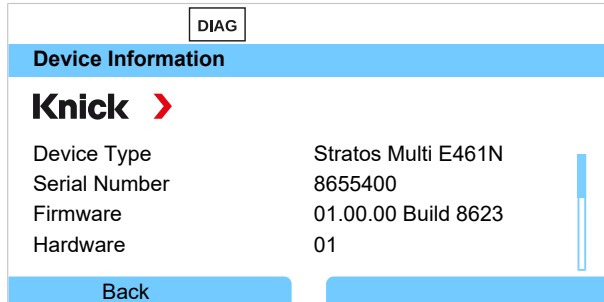 DIAG
Device Information
Knick
Device Type Stratos Multi E461N
Serial Number 8655400
Firmware 01.00.00 Build 8623
Hardware 01
Back